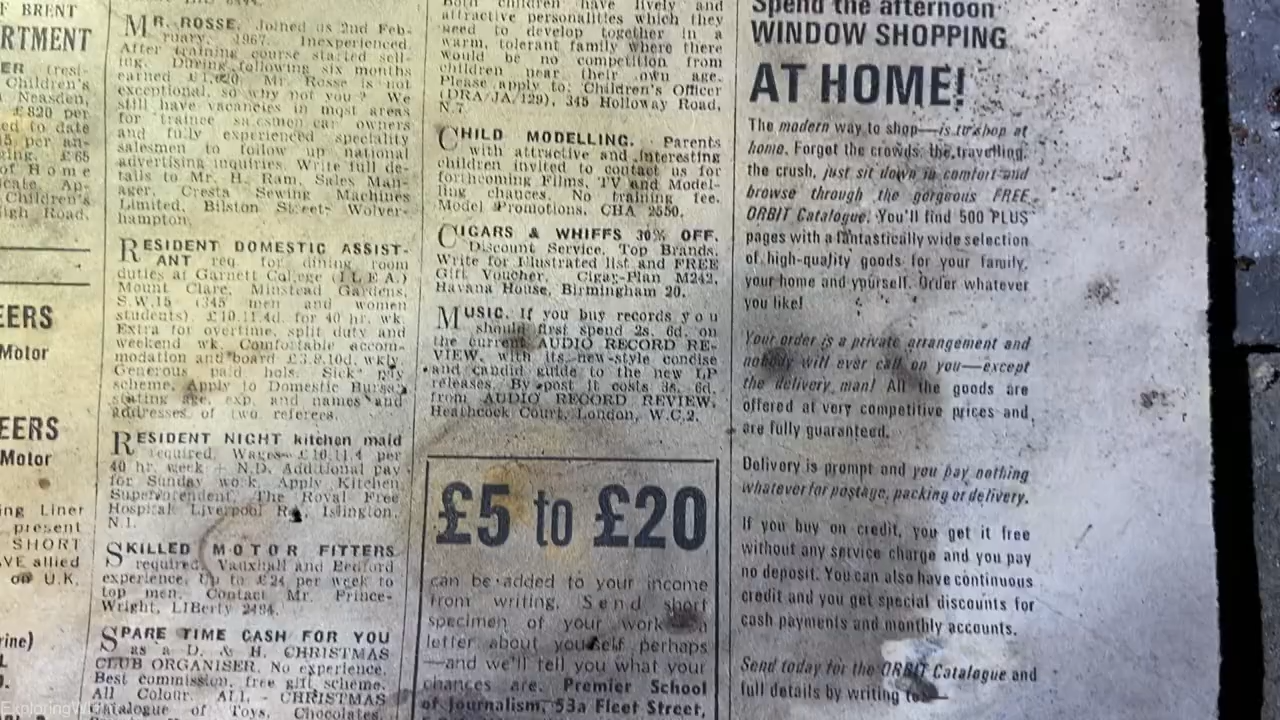 F BRENT
RTMENT
ER (resi-
Children's
Neasden,
£820 per
ed to date
5 per an-
ring. £65
of Home
icate. Ap-
Children's
igh Road,
EERS
Motor
EERS
Motor
ing Liner
present
SHORT
VE allied
on U.K.
rine)
MR. ROSSE. Joined us 2nd Feb-
ruary, 1967. Inexperienced.
After training course started sell-
ing. During following six months
earned £1,020 Mr Rosse is not
exceptional, so why not you? We
still have vacancies in most areas
for trainee salesmen car owners
and fully experienced speciality
salesmen to follow up national
advertising inquiries. Write full de-
tails to Mr. H. Ram, Sales Man-
ager, Cresta Sewing Machines
Limited, Bilston Street, Wolver-
hampton.
RESIDENT DOMESTIC ASSIST-
ANT req. for dining room
duties at Garnett College (I L E A.)
Mount Clare, Minstead Gardens,
S.W.15 (345 men and women
students). £10.11.4d. for 40 hr. wk.
Extra for overtime, split duty and
weekend wk. Comfortable accom-
modation and board £3.8.10d. wkly.
Generous paid hols. Sick pay
scheme. Apply to Domestic Bursar
stating age, exp. and names and
addresses of two referees.
RESIDENT NIGHT kitchen maid
required. Wages £10.11.4 per
40 hr. week + N.D. Additional pay
for Sunday work. Apply Kitchen
Superintendent, The Royal Free
Hospital Liverpool Rd., Islington,
N.1.
SKILLED MOTOR FITTERS
required, Vauxhall and Bedford
experience. Up to £24 per week to
top men. Contact Mr. Prince-
Wright, LIBerty 2494.
SPARE TIME CASH FOR YOU
as a D. & H. CHRISTMAS
CLUB ORGANISER. No experience.
Best commission, free gift scheme.
All Colour. ALL - CHRISTMAS
Catalogue of Toys, Chocolates,
Both children have lively and
attractive personalities which they
need to develop together in a
warm, tolerant family where there
would be no competition from
children near their own age.
Please apply to: Children's Officer
(DRA/JA/129), 345 Holloway Road,
N.7.
CHILD MODELLING. Parents
with attractive and interesting
children invited to contact us for
forthcoming Films, TV and Model-
ling chances. No training fee.
Model Promotions. CHA 2550.
CIGARS & WHIFFS 30% OFF.
Discount Service. Top Brands.
Write for Illustrated list and FREE
Gift Voucher. Cigar-Plan M242,
Havana House, Birmingham 20.
MUSIC. If you buy records you
should first spend 2s. 6d. on
the current AUDIO RECORD RE-
VIEW, with its new-style concise
and candid guide to the new LP
releases. By post it costs 3s. 6d.
from AUDIO RECORD REVIEW,
Heathcock Court, London, W.C.2.
£5 to £20
can be added to your income
from writing. Send short
specimen of your work - a
letter about yourself perhaps
—and we'll tell you what your
chances are. Premier School
of Journalism, 53a Fleet Street,
Spend the afternoon
WINDOW SHOPPING
AT HOME!
The modern way to shop—is to shop at
home. Forget the crowds, the travelling,
the crush, just sit down in comfort and
browse through the gorgeous FREE
ORBIT Catalogue. You'll find 500 PLUS
pages with a fantastically wide selection
of high-quality goods for your family,
your home and yourself. Order whatever
you like!
Your order is a private arrangement and
nobody will ever call on you—except
the delivery man! All the goods are
offered at very competitive prices and
are fully guaranteed.
Delivery is prompt and you pay nothing
whatever for postage, packing or delivery.
If you buy on credit, you get it free
without any service charge and you pay
no deposit. You can also have continuous
credit and you get special discounts for
cash payments and monthly accounts.
Send today for the ORBIT Catalogue and
full details by writing to